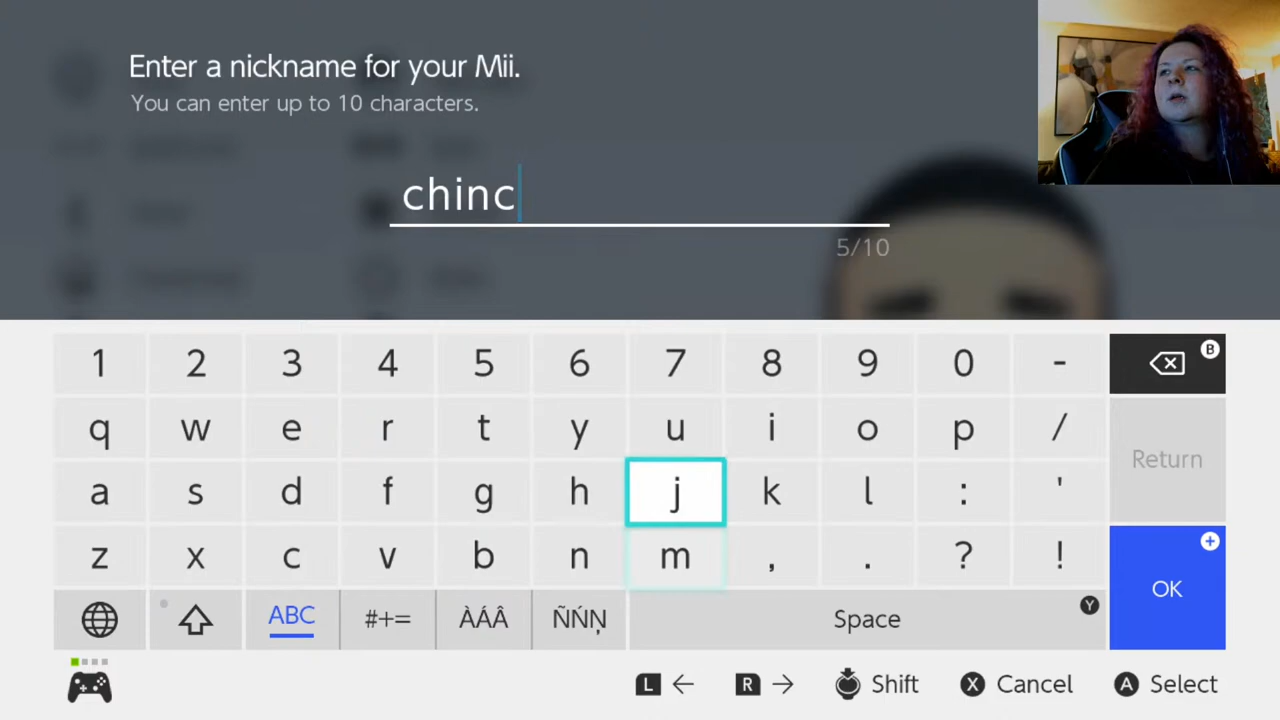 Enter a nickname for your Mii.
You can enter up to 10 characters.
chinc
5/10
1 2 3 4 5 6 7 8 9 0 - B
q w e r t y u i o p / Return
a s d f g h j k l : '
z x c v b n m , . ? ! + OK
ABC #+= ÀÁÂ ÑŃŅ Space Y
L ← R → Shift X Cancel A Select